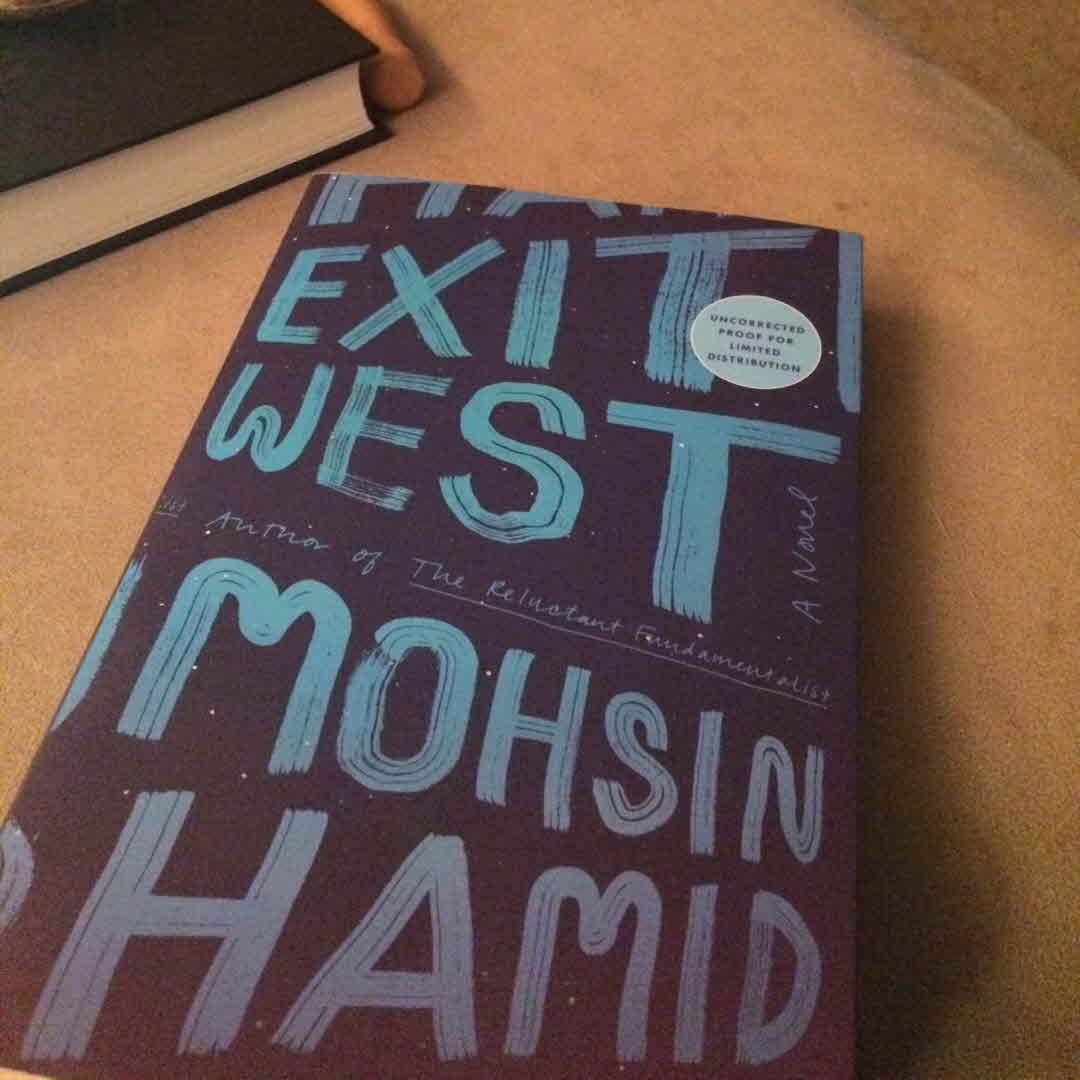 EXIT
WEST
UNCORRECTED
PROOF FOR
LIMITED
DISTRIBUTION
A Novel
Author of The Reluctant Fundamentalist
MOHSIN
HAMID